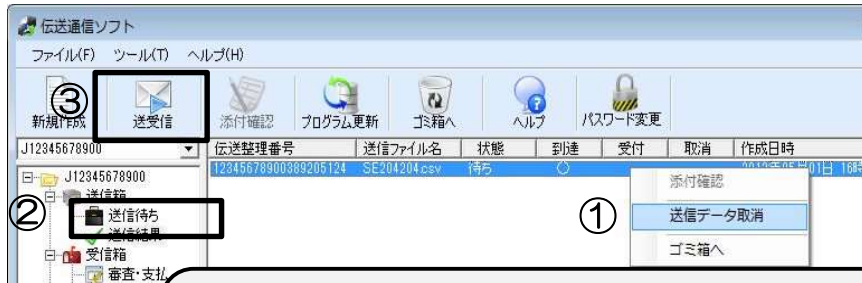 伝送通信ソフト
ファイル(F) ツール(T) ヘルプ(H)
③
新規作成 送受信 添付確認 プログラム更新 ゴミ箱へ ヘルプ パスワード変更
J12345678900 伝送整理番号 送信ファイル名 状態 到達 受付 取消 作成日時
12345678900389205124 SE204204.csv 待ち ○
J12345678900
添付確認
送信箱
② 送信待ち ① 送信データ取消
送信結果
受信箱 ゴミ箱へ
審査・支払